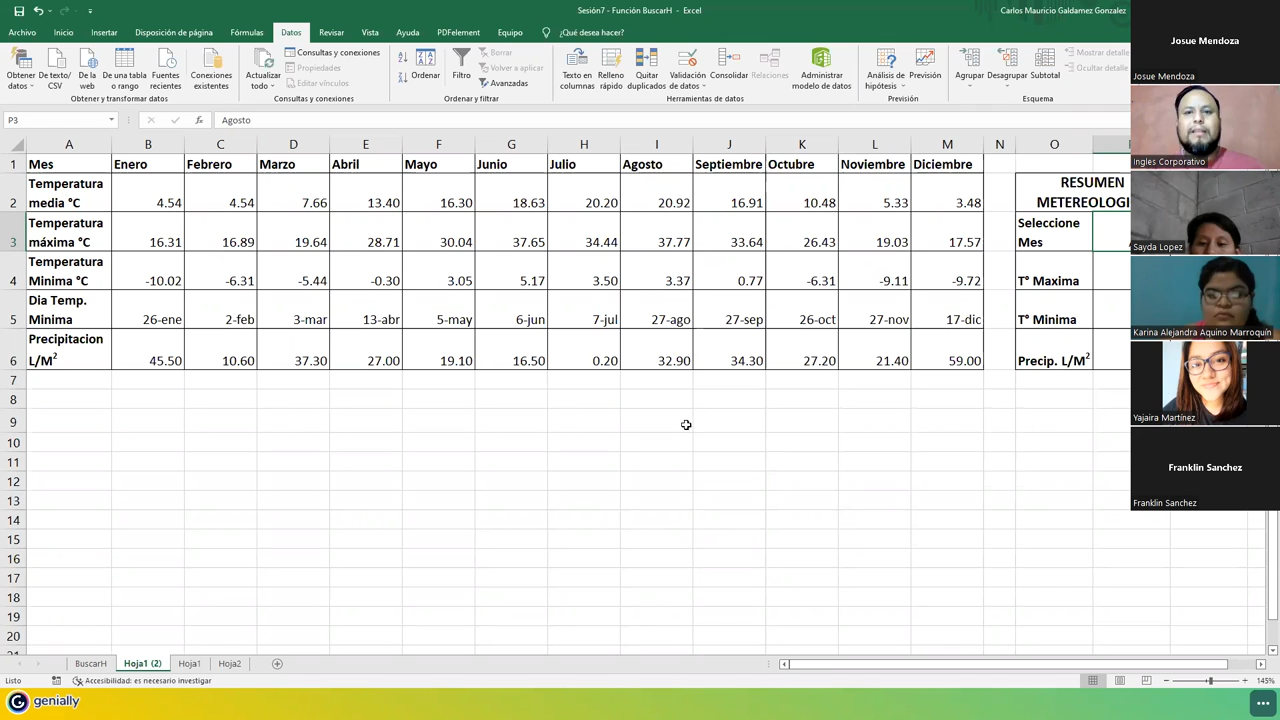 Sesión7 - Función BuscarH - Excel
Carlos Mauricio Galdamez Gonzalez
Archivo Inicio Insertar Disposición de página Fórmulas Datos Revisar Vista Ayuda PDFelement Equipo ¿Qué desea hacer?
Obtener datos
De texto/CSV
De la web
De una tabla o rango
Fuentes recientes
Conexiones existentes
Obtener y transformar datos
Actualizar todo
Consultas y conexiones
Propiedades
Editar vínculos
Consultas y conexiones
Ordenar
Filtro
Borrar
Volver a aplicar
Avanzadas
Ordenar y filtrar
Texto en columnas
Relleno rápido
Quitar duplicados
Validación de datos
Consolidar
Relaciones
Administrar modelo de datos
Herramientas de datos
Análisis de hipótesis
Previsión
Previsión
Agrupar
Desagrupar
Subtotal
Mostrar detalle
Ocultar detalle
Esquema
P3
fx
Agosto
A B C D E F G H I J K L M N O
1 Mes Enero Febrero Marzo Abril Mayo Junio Julio Agosto Septiembre Octubre Noviembre Diciembre
2 Temperatura media °C 4.54 4.54 7.66 13.40 16.30 18.63 20.20 20.92 16.91 10.48 5.33 3.48
RESUMEN
METEREOLOGI
3 Temperatura máxima °C 16.31 16.89 19.64 28.71 30.04 37.65 34.44 37.77 33.64 26.43 19.03 17.57
Seleccione Mes
4 Temperatura Minima °C -10.02 -6.31 -5.44 -0.30 3.05 5.17 3.50 3.37 0.77 -6.31 -9.11 -9.72
T° Maxima
5 Dia Temp. Minima 26-ene 2-feb 3-mar 13-abr 5-may 6-jun 7-jul 27-ago 27-sep 26-oct 27-nov 17-dic
T° Minima
6 Precipitacion L/M² 45.50 10.60 37.30 27.00 19.10 16.50 0.20 32.90 34.30 27.20 21.40 59.00
Precip. L/M²
7
8
9
10
11
12
13
14
15
16
17
18
19
20
BuscarH Hoja1 (2) Hoja1 Hoja2
Listo
Accesibilidad: es necesario investigar
145%
genially
Josue Mendoza
Josue Mendoza
Ingles Corporativo
Sayda Lopez
Karina Alejandra Aquino Marroquín
Yajaira Martínez
Franklin Sanchez
Franklin Sanchez